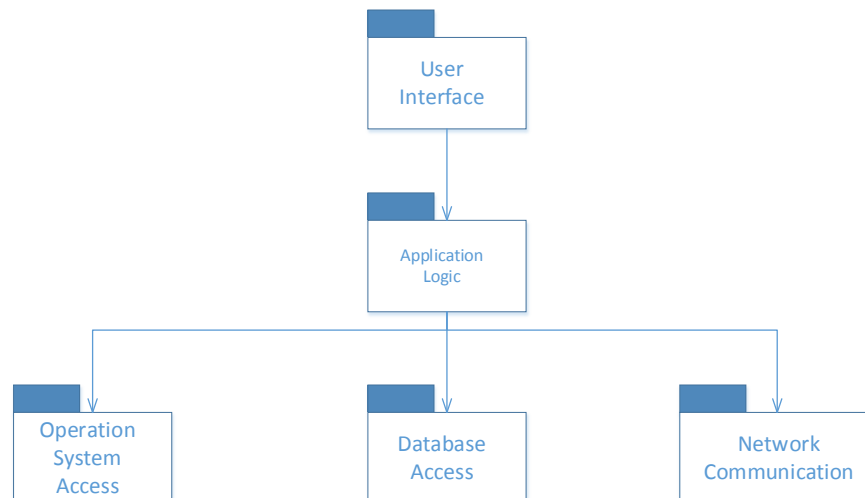 User
Interface
Application
Logic
Operation
System
Access
Database
Access
Network
Communication